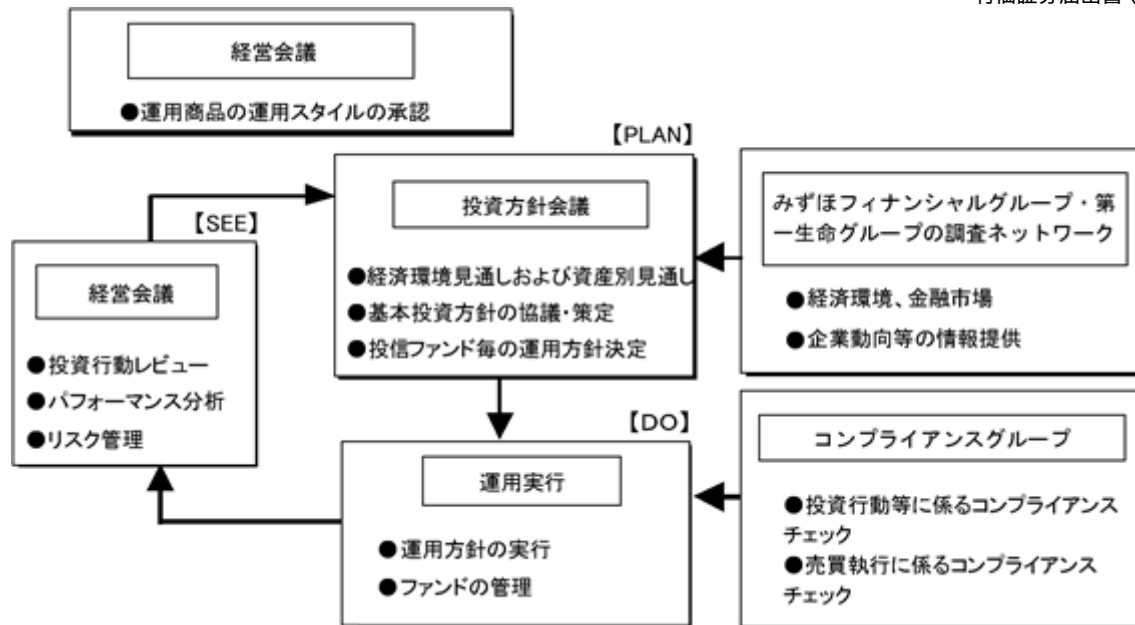 経営会議
●運用商品の運用スタイルの承認
【PLAN】
投資方針会議
●経済環境見通しおよび資産別見通し
●基本投資方針の協議・策定
●投信ファンド毎の運用方針決定
みずほフィナンシャルグループ・第
一生命グループの調査ネットワーク
●経済環境、金融市場
●企業動向等の情報提供
【SEE】
経営会議
●投資行動レビュー
●パフォーマンス分析
●リスク管理
【DO】
運用実行
●運用方針の実行
●ファンドの管理
コンプライアンスグループ
●投資行動等に係るコンプライアンス
チェック
●売買執行に係るコンプライアンス
チェック